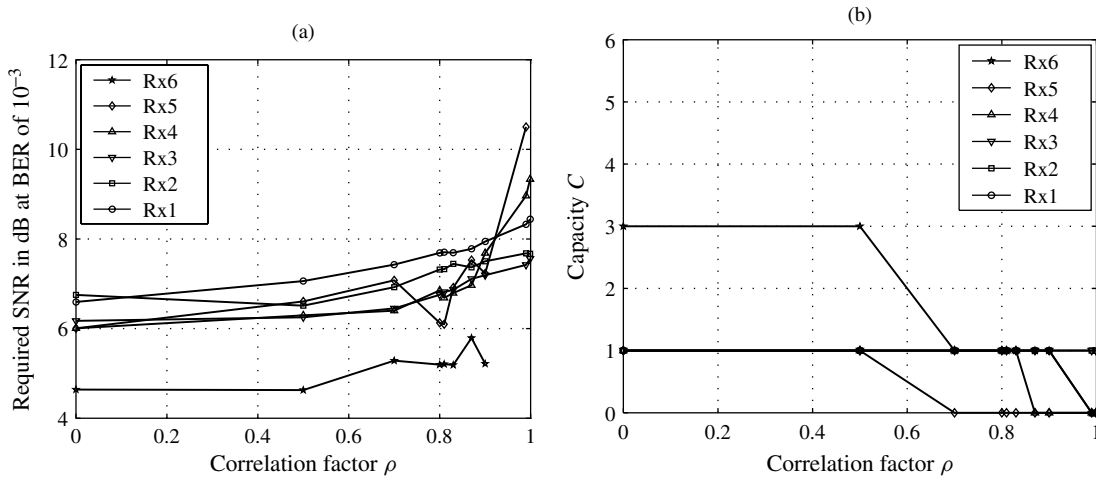 (a)
12
10
8
6
4
0
0.2
0.4
0.6
0.8
1
Required SNR in dB at BER of 10⁻³
Correlation factor ρ
Rx6
Rx5
Rx4
Rx3
Rx2
Rx1
(b)
6
5
4
3
2
1
0
0
0.2
0.4
0.6
0.8
1
Capacity C
Correlation factor ρ
Rx6
Rx5
Rx4
Rx3
Rx2
Rx1